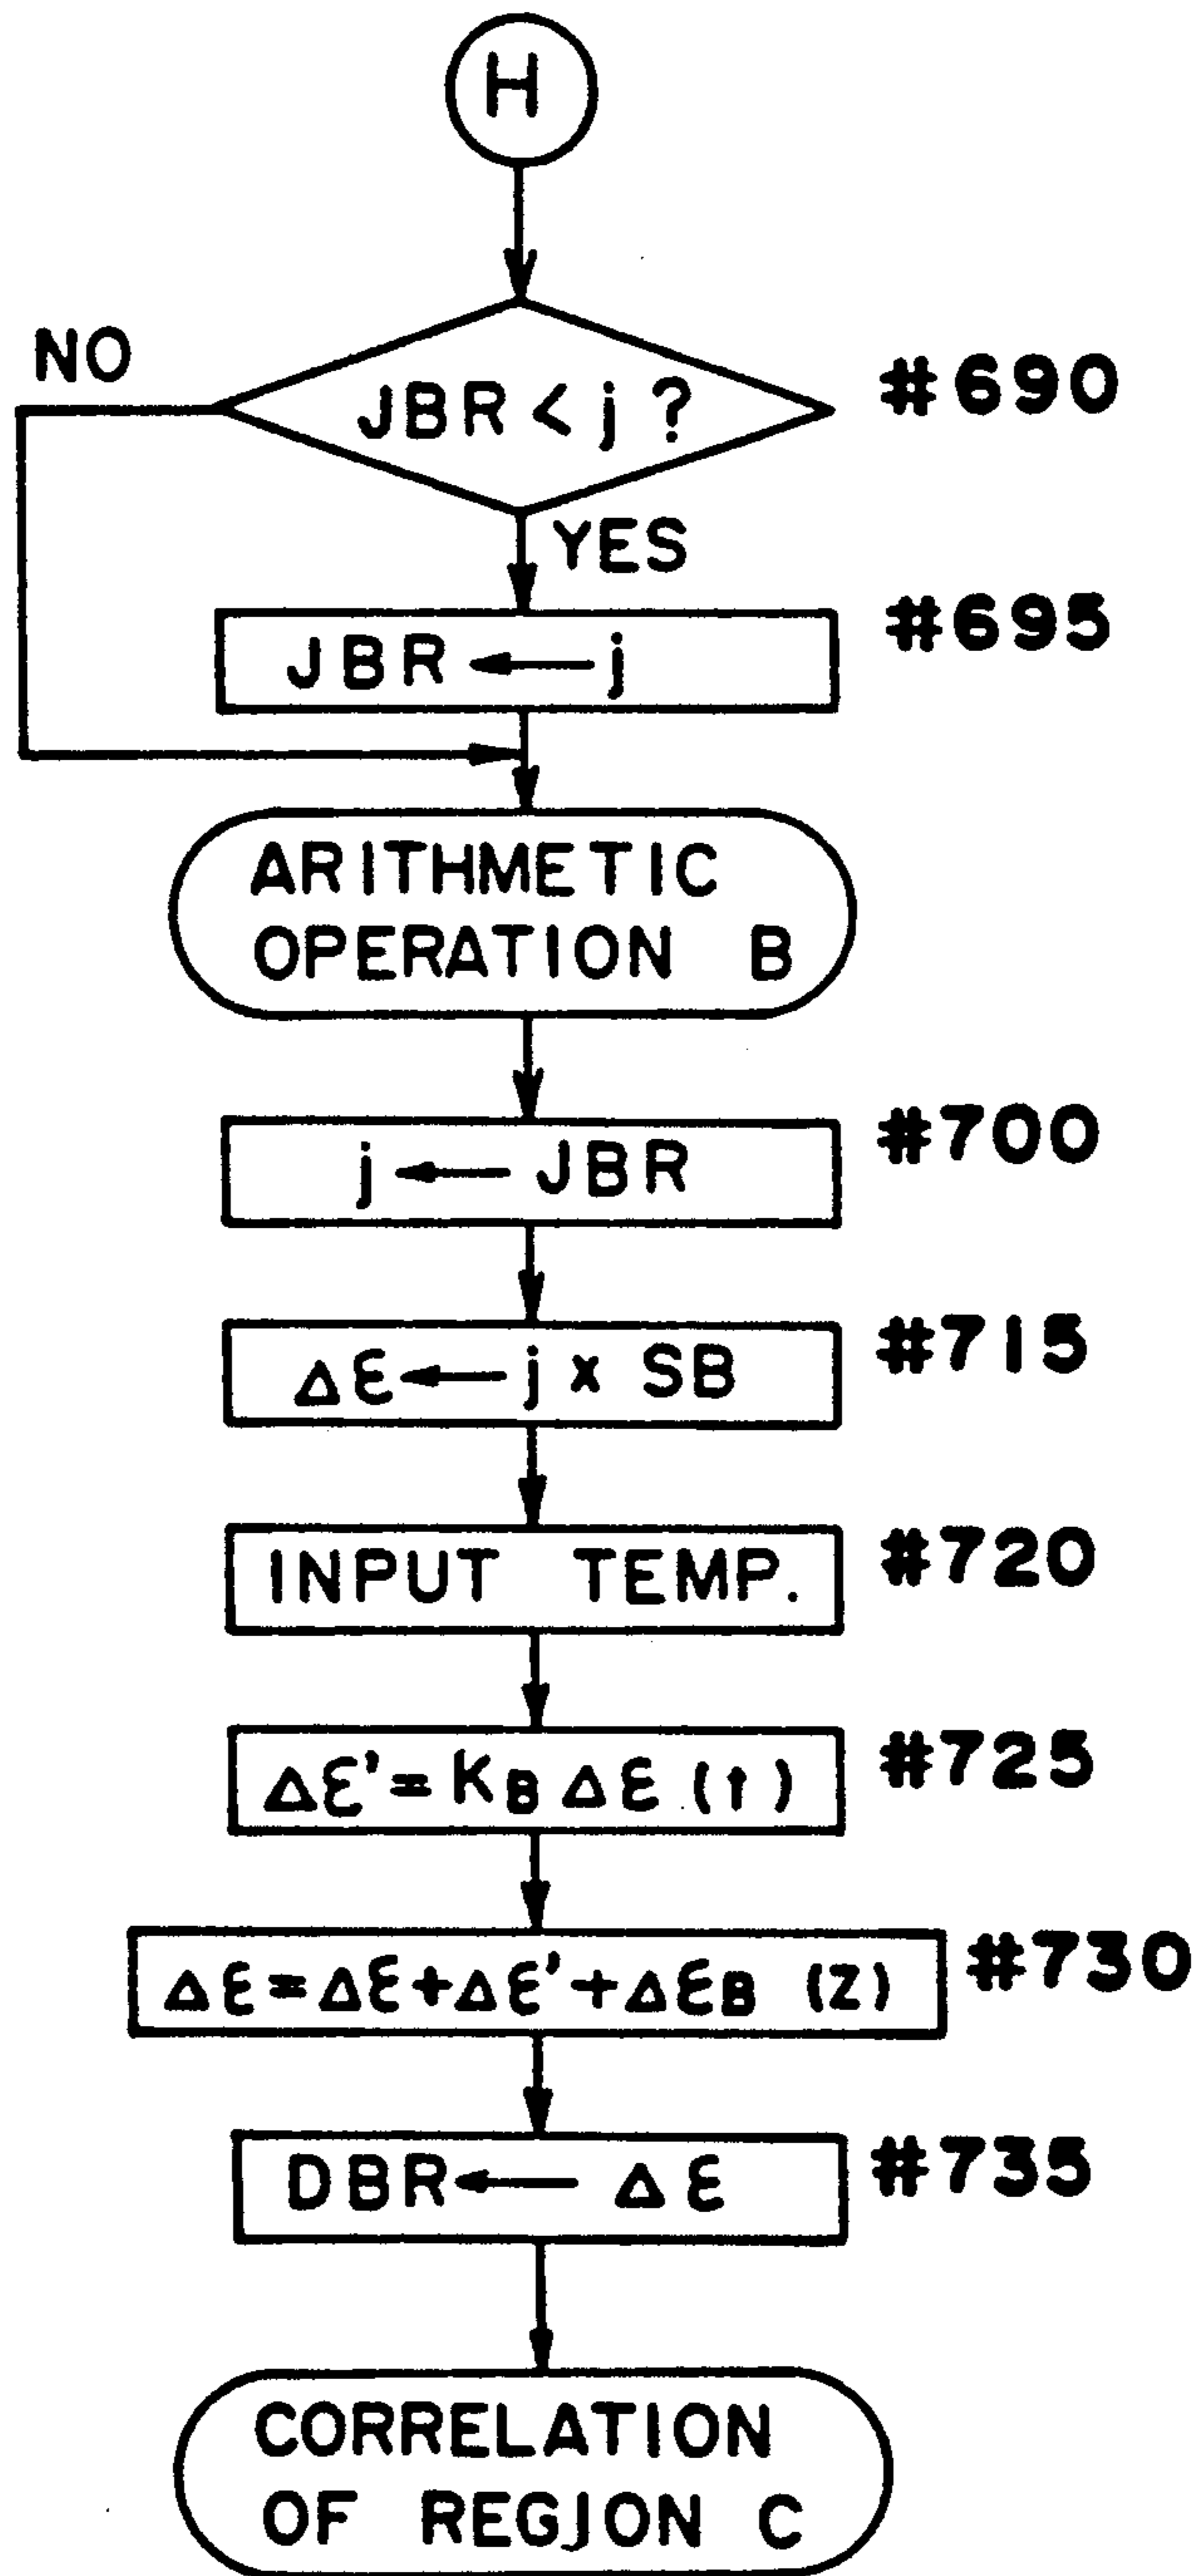 H
NO
JBR < j ? #690
YES
JBR ← j #695
ARITHMETIC
OPERATION B
j ← JBR #700
Δε ← j x SB #715
INPUT TEMP. #720
Δε' = KB Δε (t) #725
Δε = Δε + Δε' + ΔεB (Z) #730
DBR ← Δε #735
CORRELATION
OF REGJON C